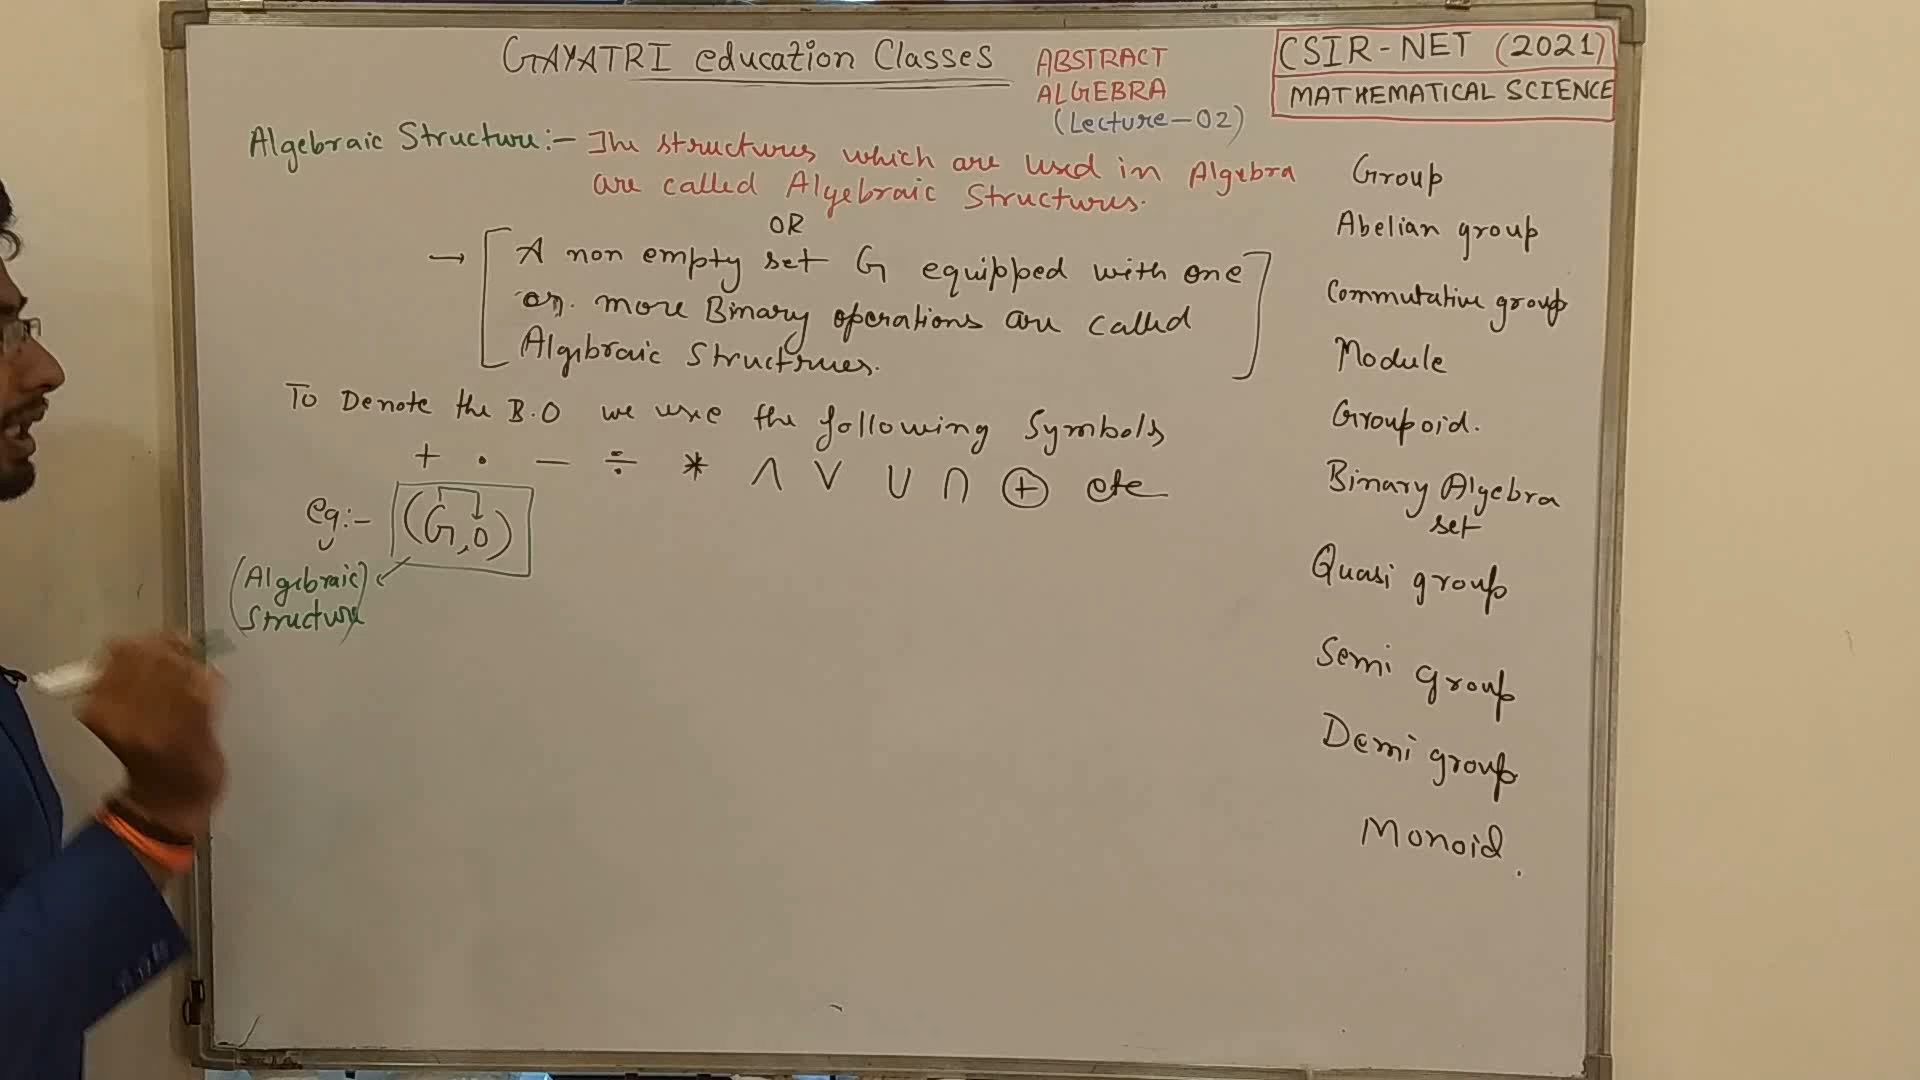 GAYATRI education Classes
ABSTRACT
ALGEBRA
(Lecture-02)
CSIR-NET (2021)
MATHEMATICAL SCIENCE
Algebraic Structure:- The structures which are used in Algebra
are called Algebraic Structures.
OR
→ [A non empty set G equipped with one
or more Binary operations are called
Algebraic Structrues.]
To Denote the B.O we use the following Symbols
+ · − ÷ * ∧ ∨ ∪ ∩ ⊕ etc
eg:- (G,o)
(Algebraic
Structure)
Group
Abelian group
Commutative group
Module
Groupoid.
Binary Algebra
set
Quasi group
Semi group
Demi group
Monoid.